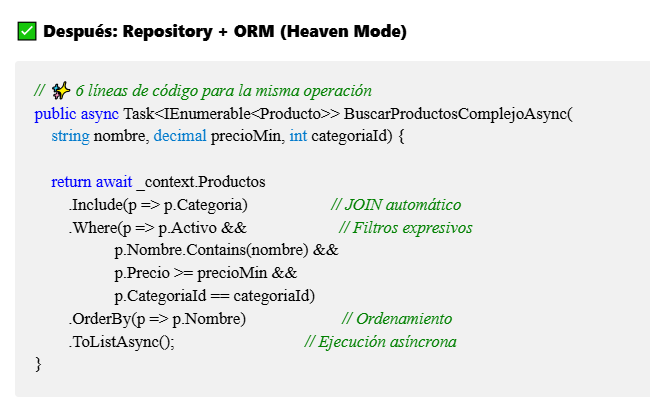 ✅ Después: Repository + ORM (Heaven Mode)
// ✨ 6 líneas de código para la misma operación
public async Task<IEnumerable<Producto>> BuscarProductosComplejoAsync(
string nombre, decimal precioMin, int categoriaId) {
return await _context.Productos
.Include(p => p.Categoria) // JOIN automático
.Where(p => p.Activo && // Filtros expresivos
p.Nombre.Contains(nombre) &&
p.Precio >= precioMin &&
p.CategoriaId == categoriaId)
.OrderBy(p => p.Nombre) // Ordenamiento
.ToListAsync(); // Ejecución asíncrona
}